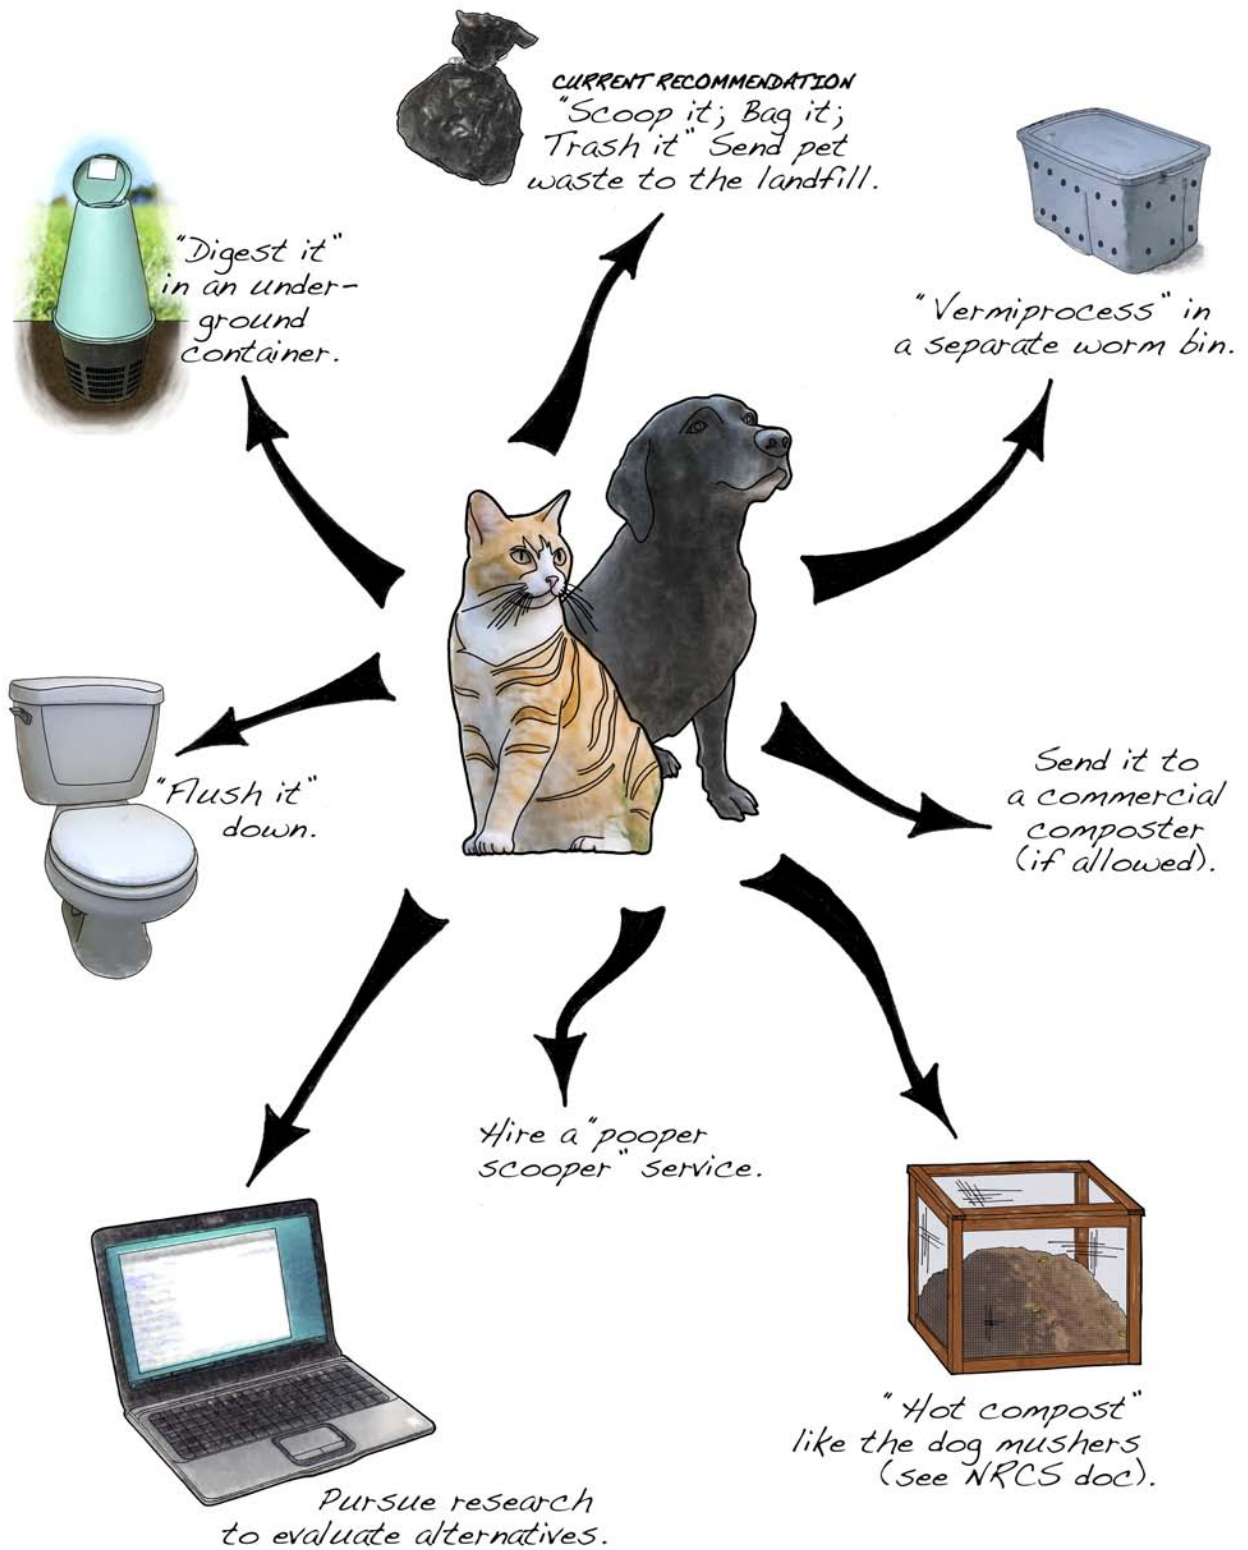 CURRENT RECOMMENDATION
"Scoop it; Bag it;
Trash it" Send pet
waste to the landfill.
"Digest it"
in an under-
ground
container.
"Vermiprocess" in
a separate worm bin.
"Flush it"
down.
Send it to
a commercial
composter
(if allowed).
Hire a "pooper
scooper" service.
"Hot compost"
like the dog mushers
(see NRCS doc).
Pursue research
to evaluate alternatives.